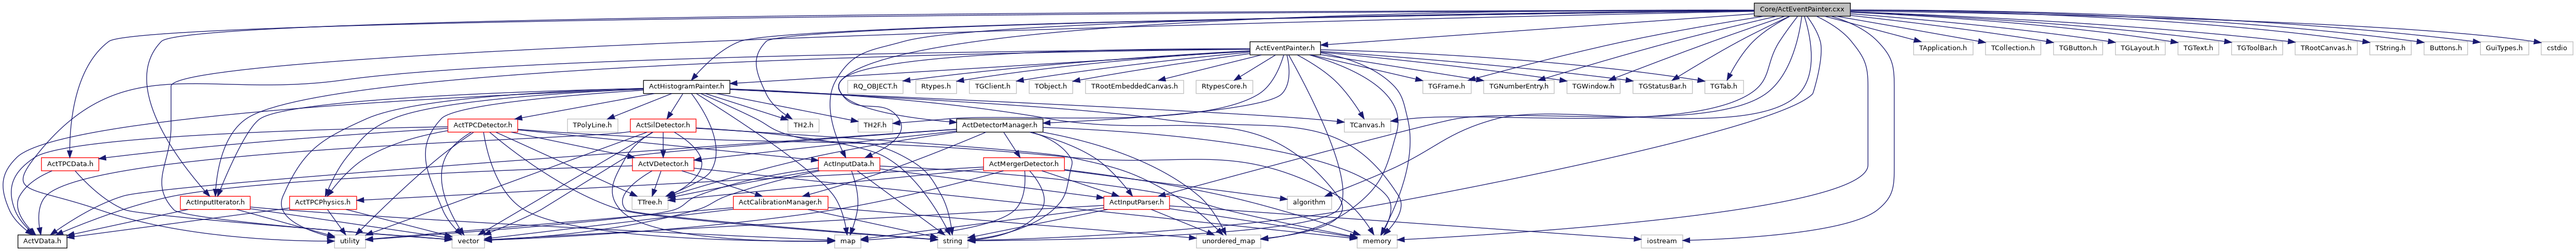 Core/ActEventPainter.cxx
ActEventPainter.h
TApplication.h
TCollection.h
TGButton.h
TGLayout.h
TGText.h
TGToolBar.h
TRootCanvas.h
TString.h
Buttons.h
GuiTypes.h
cstdio
ActHistogramPainter.h
RQ_OBJECT.h
Rtypes.h
TGClient.h
TObject.h
TRootEmbeddedCanvas.h
RtypesCore.h
TGFrame.h
TGNumberEntry.h
TGWindow.h
TGStatusBar.h
TGTab.h
ActTPCDetector.h
TPolyLine.h
ActSilDetector.h
TH2.h
TH2F.h
ActDetectorManager.h
TCanvas.h
ActTPCData.h
ActVDetector.h
ActInputData.h
ActMergerDetector.h
ActInputIterator.h
ActTPCPhysics.h
TTree.h
ActCalibrationManager.h
ActInputParser.h
algorithm
ActVData.h
utility
vector
map
string
unordered_map
memory
iostream